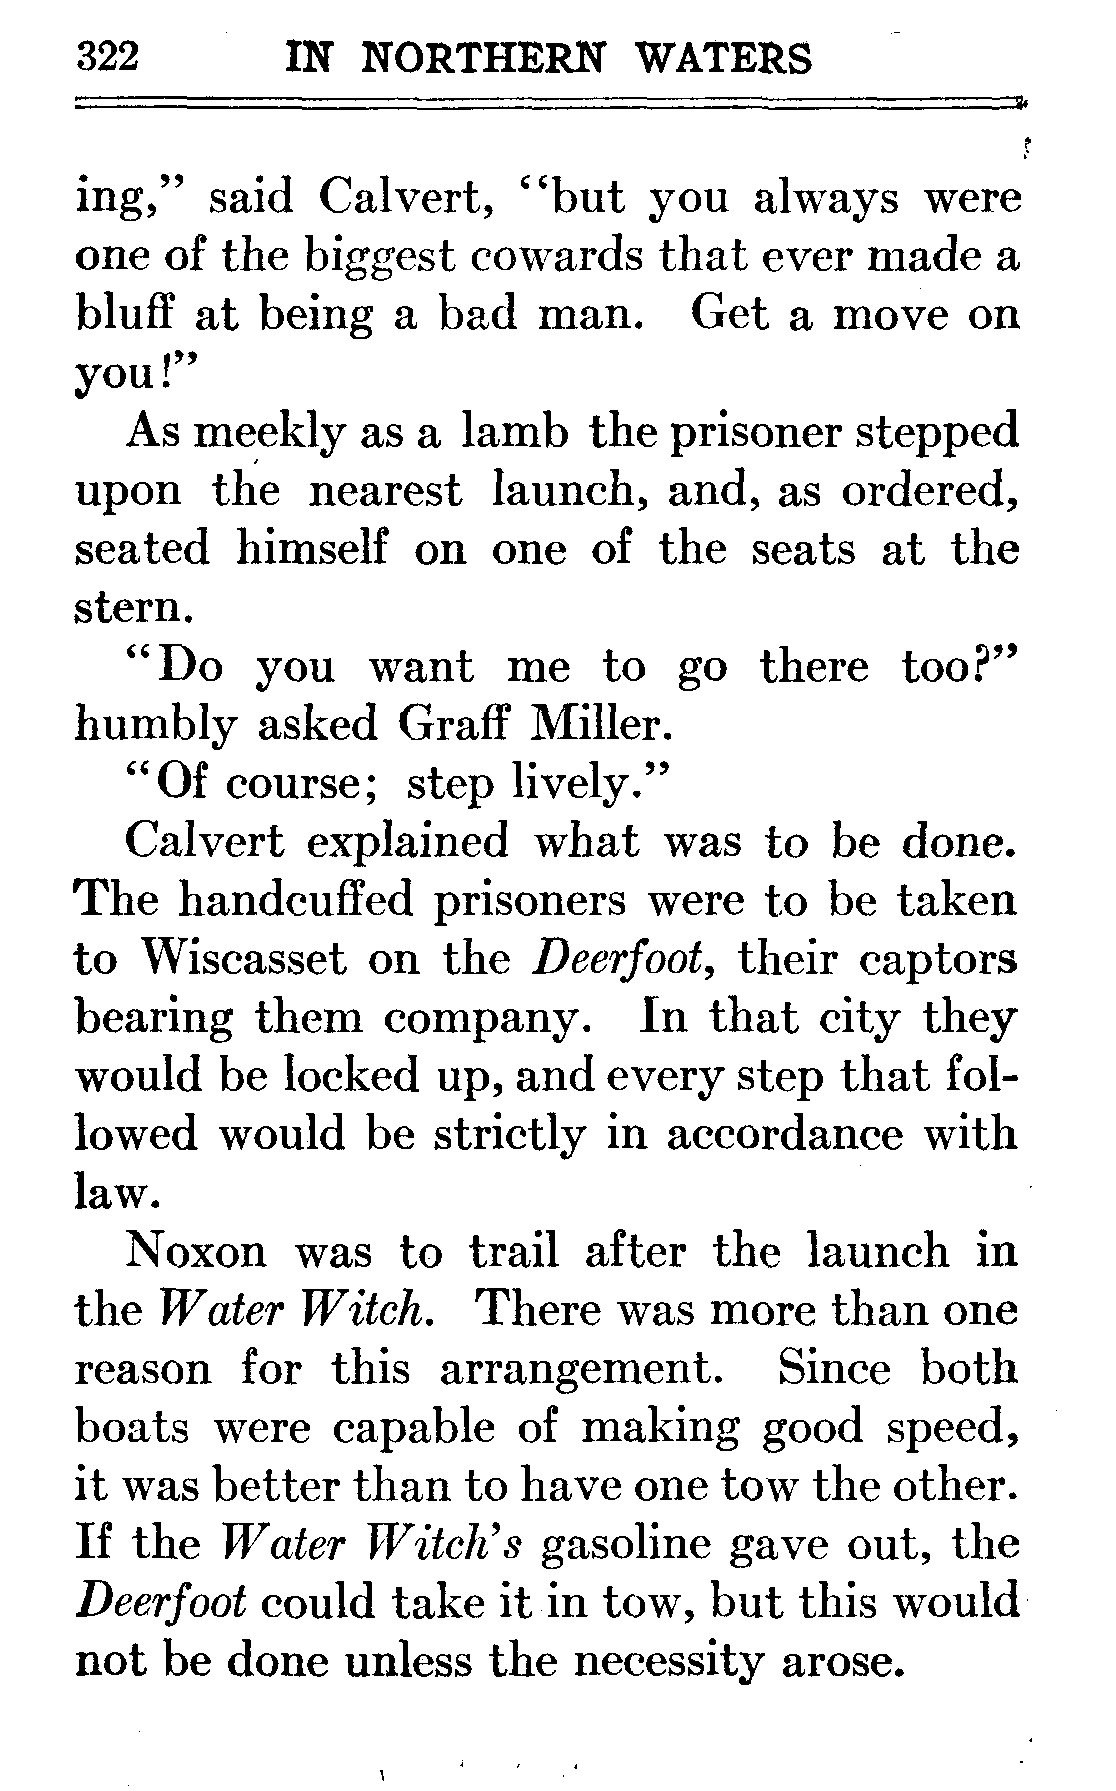 322 IN NORTHERN WATERS
ing," said Calvert, "but you always were
one of the biggest cowards that ever made a
bluff at being a bad man. Get a move on
you!"
As meekly as a lamb the prisoner stepped
upon the nearest launch, and, as ordered,
seated himself on one of the seats at the
stern.
"Do you want me to go there too?"
humbly asked Graff Miller.
"Of course; step lively."
Calvert explained what was to be done.
The handcuffed prisoners were to be taken
to Wiscasset on the Deerfoot, their captors
bearing them company. In that city they
would be locked up, and every step that fol-
lowed would be strictly in accordance with
law.
Noxon was to trail after the launch in
the Water Witch. There was more than one
reason for this arrangement. Since both
boats were capable of making good speed,
it was better than to have one tow the other.
If the Water Witch's gasoline gave out, the
Deerfoot could take it in tow, but this would
not be done unless the necessity arose.